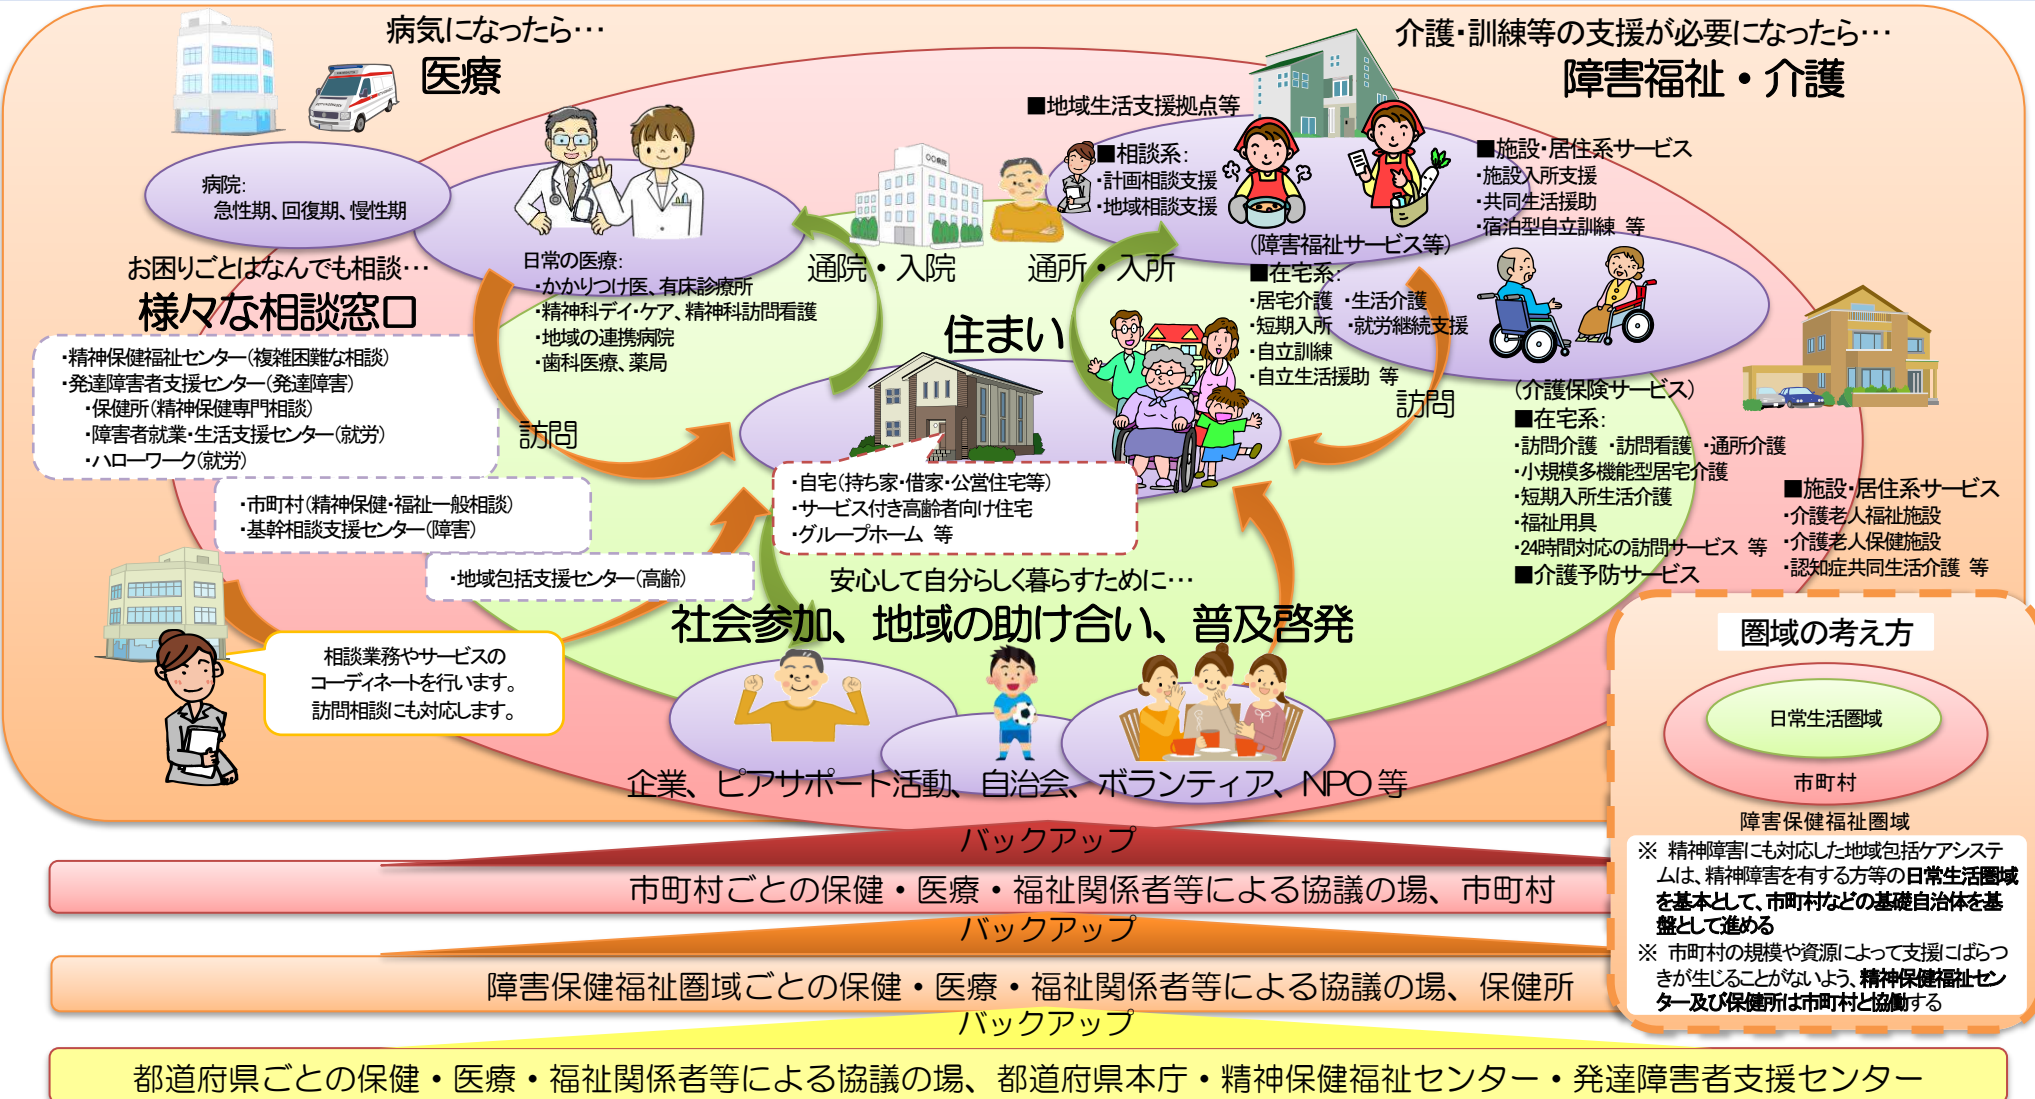 病気になったら…
医療
病院:
急性期、回復期、慢性期
日常の医療:
・かかりつけ医、有床診療所
・精神科デイ・ケア、精神科訪問看護
・地域の連携病院
・歯科医療、薬局
○○病院
通院・入院
通所・入所
介護・訓練等の支援が必要になったら…
障害福祉・介護
■地域生活支援拠点等
■相談系:
・計画相談支援
・地域相談支援
■施設・居住系サービス
・施設入所支援
・共同生活援助
・宿泊型自立訓練 等
(障害福祉サービス等)
■在宅系:
・居宅介護 ・生活介護
・短期入所 ・就労継続支援
・自立訓練
・自立生活援助 等
訪問
(介護保険サービス)
■在宅系:
・訪問介護 ・訪問看護 ・通所介護
・小規模多機能型居宅介護
・短期入所生活介護
・福祉用具
・24時間対応の訪問サービス 等
■介護予防サービス
■施設・居住系サービス
・介護老人福祉施設
・介護老人保健施設
・認知症共同生活介護 等
お困りごとはなんでも相談…
様々な相談窓口
・精神保健福祉センター(複雑困難な相談)
・発達障害者支援センター(発達障害)
・保健所(精神保健専門相談)
・障害者就業・生活支援センター(就労)
・ハローワーク(就労)
・市町村(精神保健・福祉一般相談)
・基幹相談支援センター(障害)
・地域包括支援センター(高齢)
訪問
相談業務やサービスの
コーディネートを行います。
訪問相談にも対応します。
住まい
・自宅(持ち家・借家・公営住宅等)
・サービス付き高齢者向け住宅
・グループホーム 等
安心して自分らしく暮らすために…
社会参加、地域の助け合い、普及啓発
企業、ピアサポート活動、自治会、ボランティア、NPO等
バックアップ
市町村ごとの保健・医療・福祉関係者等による協議の場、市町村
バックアップ
障害保健福祉圏域ごとの保健・医療・福祉関係者等による協議の場、保健所
バックアップ
都道府県ごとの保健・医療・福祉関係者等による協議の場、都道府県本庁・精神保健福祉センター・発達障害者支援センター
圏域の考え方
日常生活圏域
市町村
障害保健福祉圏域
※ 精神障害にも対応した地域包括ケアシステ
ムは、精神障害を有する方等の日常生活圏域
を基本として、市町村などの基礎自治体を基
盤として進める
※ 市町村の規模や資源によって支援にばらつ
きが生じることがないよう、精神保健福祉セン
ター及び保健所は市町村と協働する